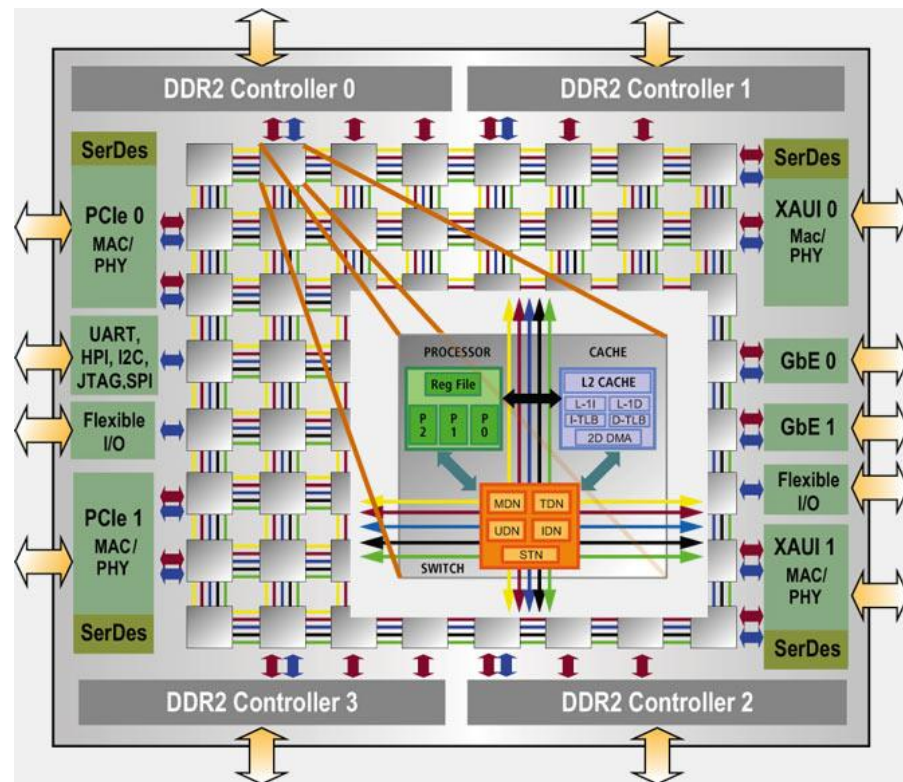 DDR2 Controller 0
DDR2 Controller 1
SerDes
PCIe 0
MAC/
PHY
UART,
HPI, I2C,
JTAG,SPI
Flexible
I/O
PCIe 1
MAC/
PHY
SerDes
PROCESSOR
Reg File
P
2
P
1
P
0
CACHE
L2 CACHE
L-1I
L-1D
I-TLB
D-TLB
2D DMA
MDN
TDN
UDN
IDN
STN
SWITCH
SerDes
XAUI 0
Mac/
PHY
GbE 0
GbE 1
Flexible
I/O
XAUI 1
MAC/
PHY
SerDes
DDR2 Controller 3
DDR2 Controller 2